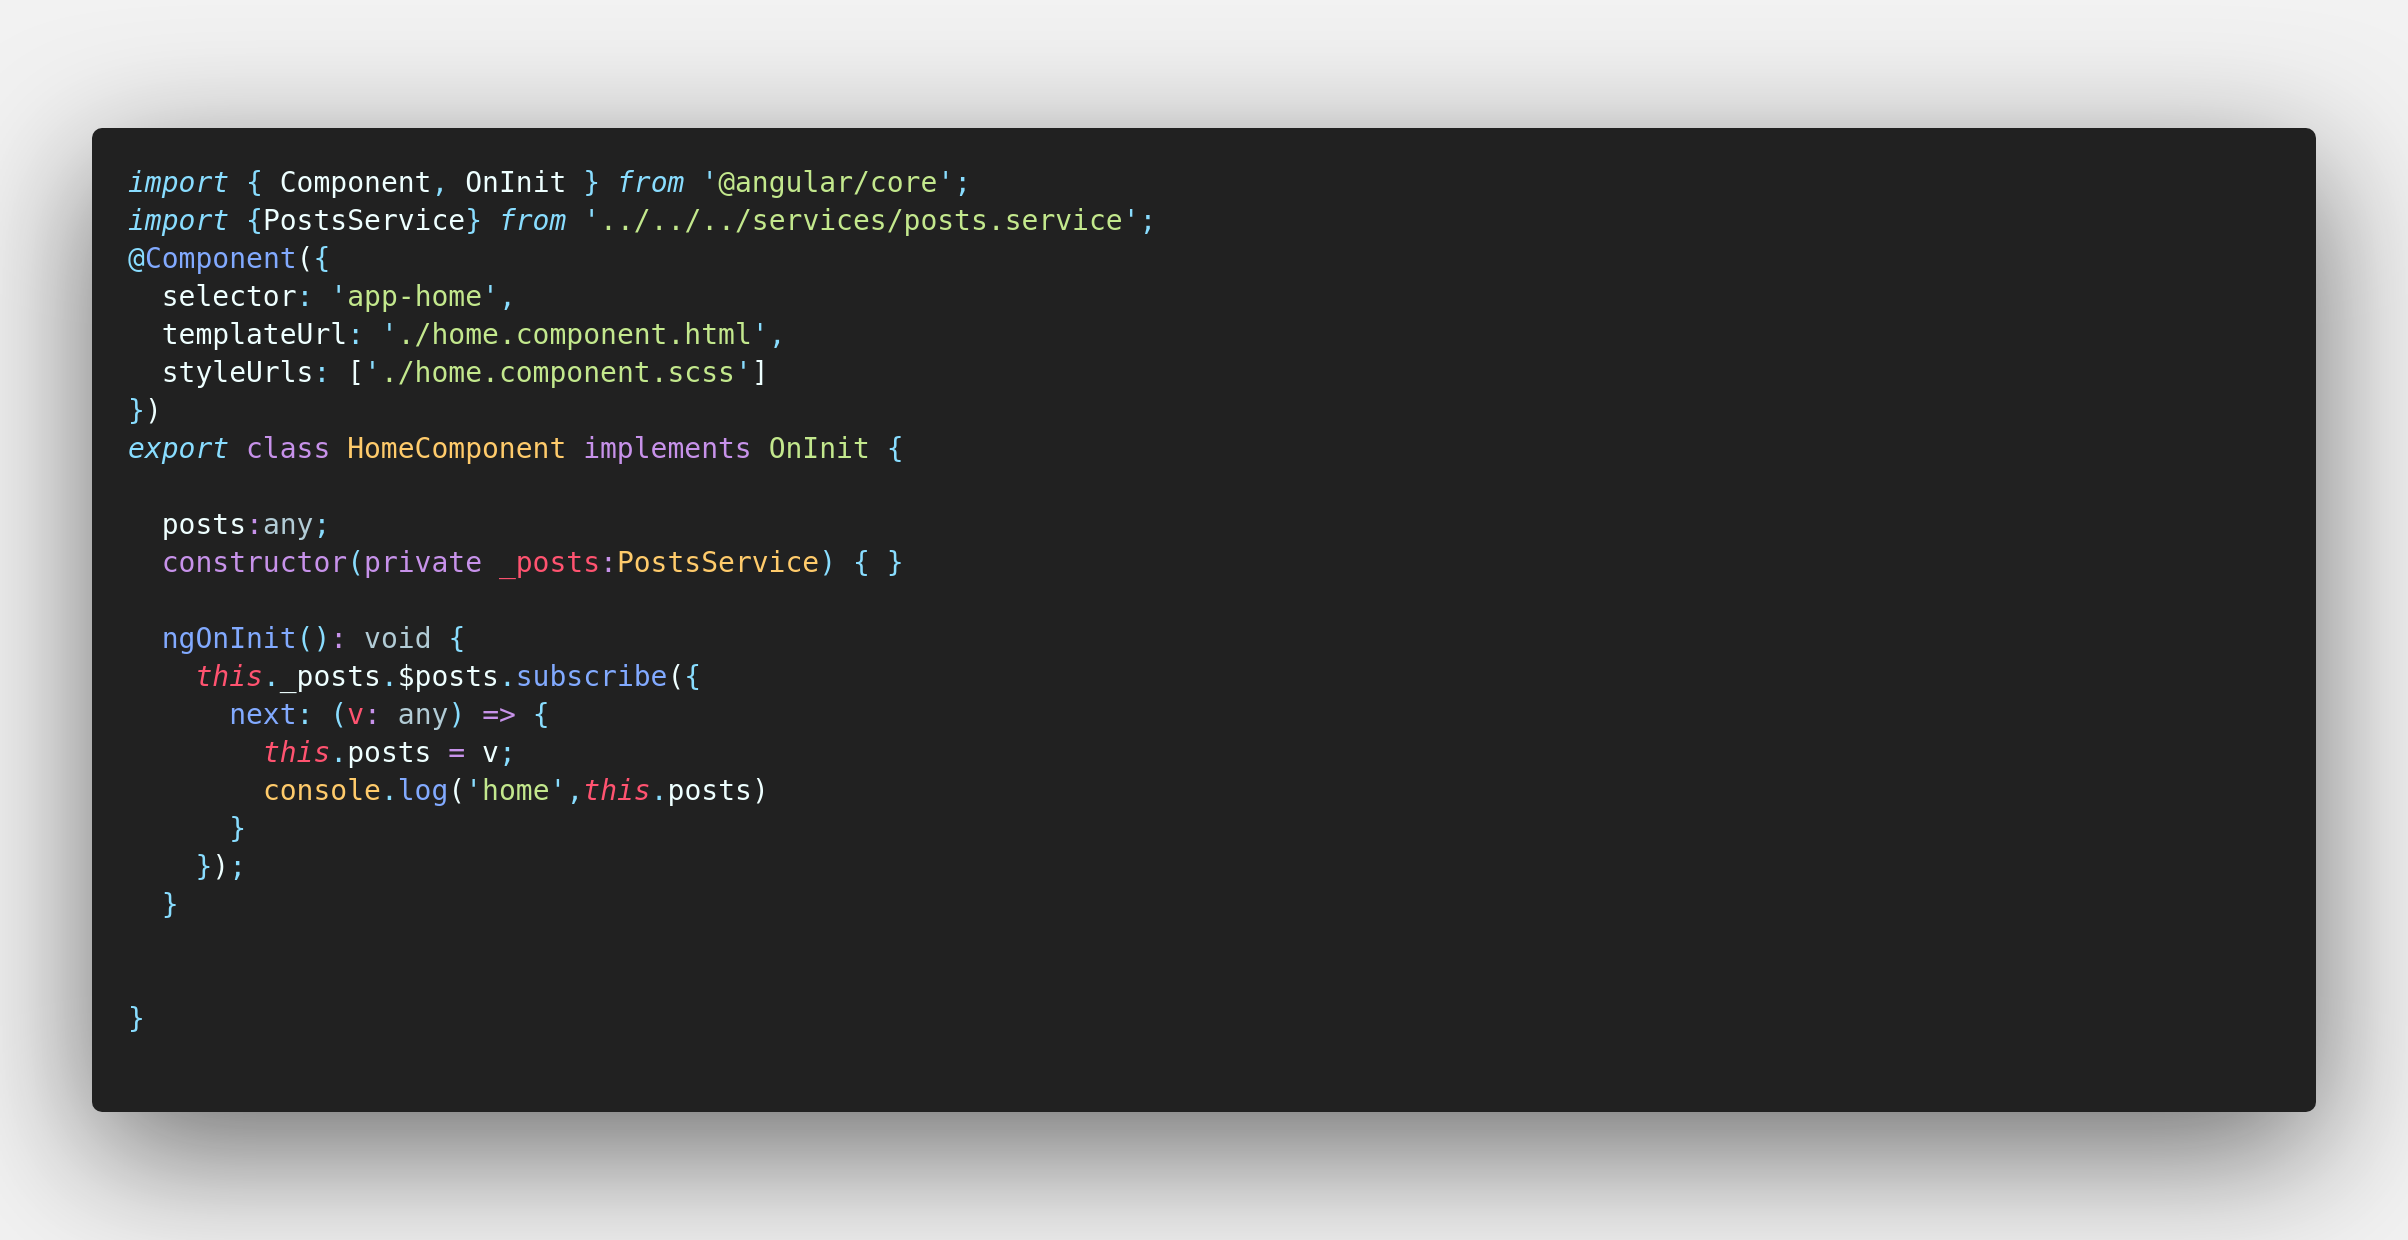 import { Component, OnInit } from '@angular/core';
import {PostsService} from '../../../services/posts.service';
@Component({
  selector: 'app-home',
  templateUrl: './home.component.html',
  styleUrls: ['./home.component.scss']
})
export class HomeComponent implements OnInit {

  posts:any;
  constructor(private _posts:PostsService) { }

  ngOnInit(): void {
    this._posts.$posts.subscribe({
      next: (v: any) => {
        this.posts = v;
        console.log('home',this.posts)
      }
    });
  }



}